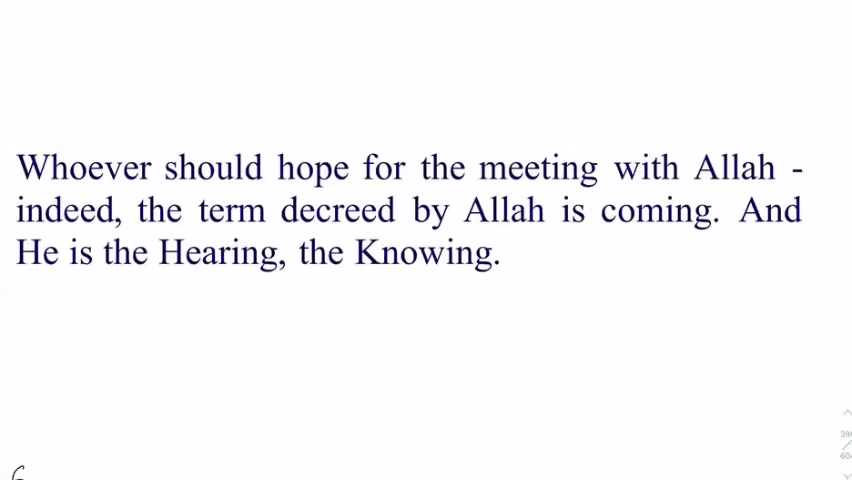 Whoever should hope for the meeting with Allah -
indeed, the term decreed by Allah is coming. And
He is the Hearing, the Knowing.